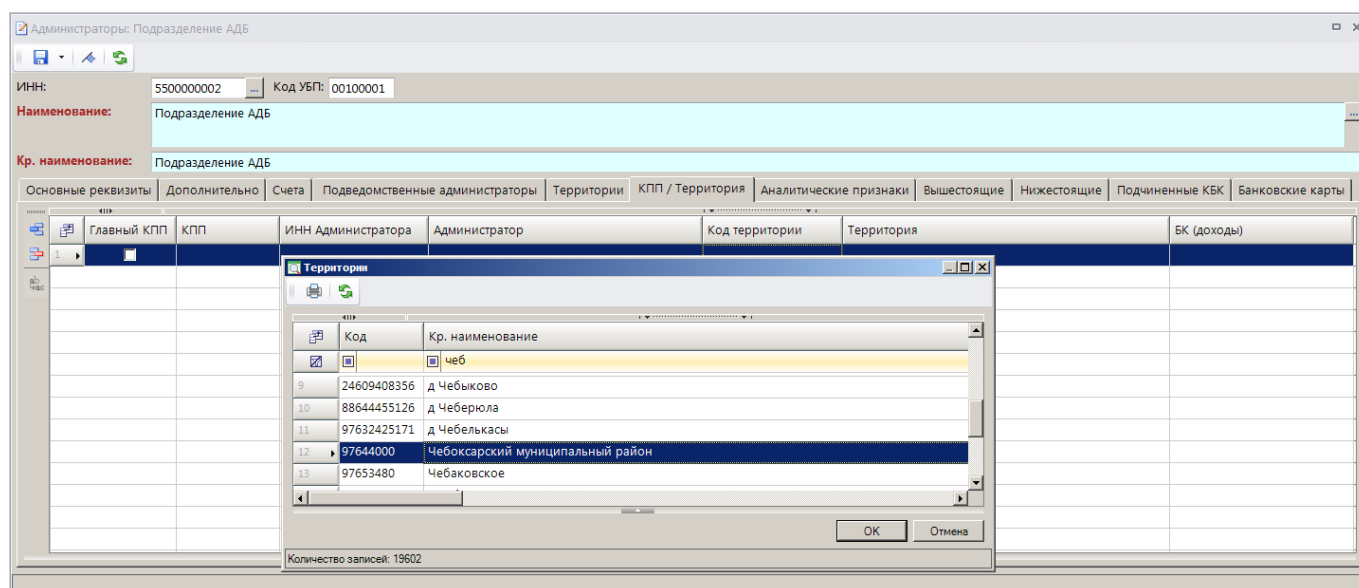 Администраторы: Подразделение АДБ
ИНН: 5500000002 ... Код УБП: 00100001
Наименование: Подразделение АДБ ...
Кр. наименование: Подразделение АДБ
Основные реквизиты Дополнительно Счета Подведомственные администраторы Территории КПП / Территория Аналитические признаки Вышестоящие Нижестоящие Подчиненные КБК Банковские карты
Главный КПП КПП ИНН Администратора Администратор Код территории Территория БК (доходы)
1
Территории
Код Кр. наименование
чеб
9 24609408356 д Чебыково
10 88644455126 д Чеберюла
11 97632425171 д Чебелькасы
12 97644000 Чебоксарский муниципальный район
13 97653480 Чебаковское
OK Отмена
Количество записей: 19602